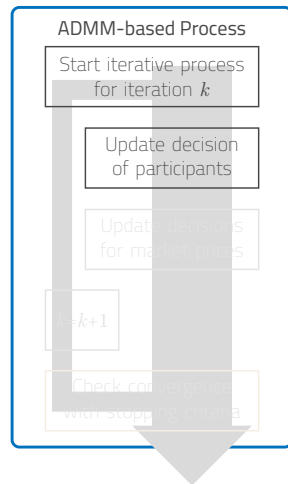 ADMM-based Process
Start iterative process
for iteration k
Update decision
of participants
Update decisions
for market prices
k=k+1
Check convergence
with stopping criteria